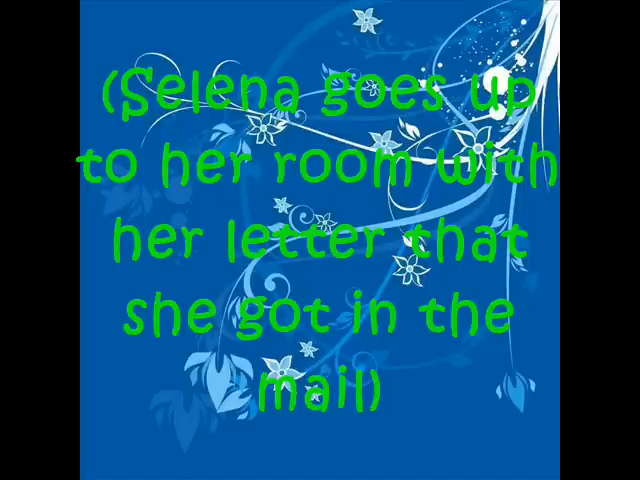 (Selena goes up
to her room with
her letter that
she got in the
mail)